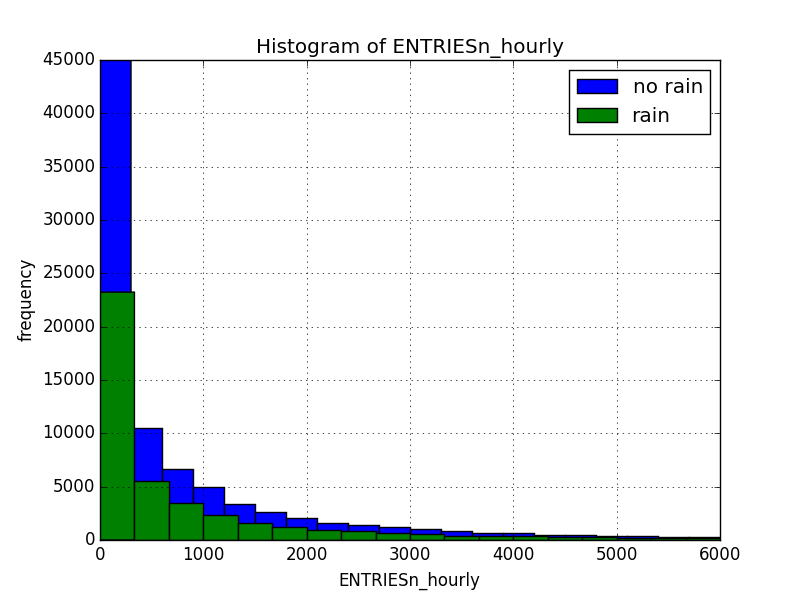 Histogram of ENTRIESn_hourly
45000
40000
35000
30000
25000
20000
15000
10000
5000
0
frequency
no rain
rain
0 1000 2000 3000 4000 5000 6000
ENTRIESn_hourly